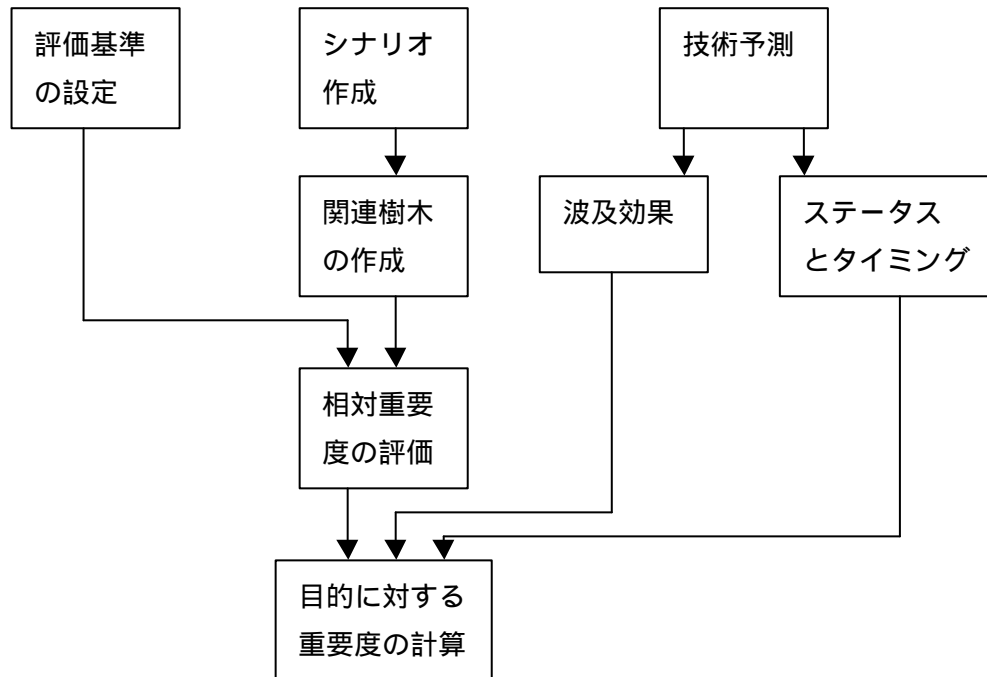 評価基準
の設定
シナリオ
作成
技術予測
関連樹木
の作成
波及効果
ステータス
とタイミング
相対重要
度の評価
目的に対する
重要度の計算